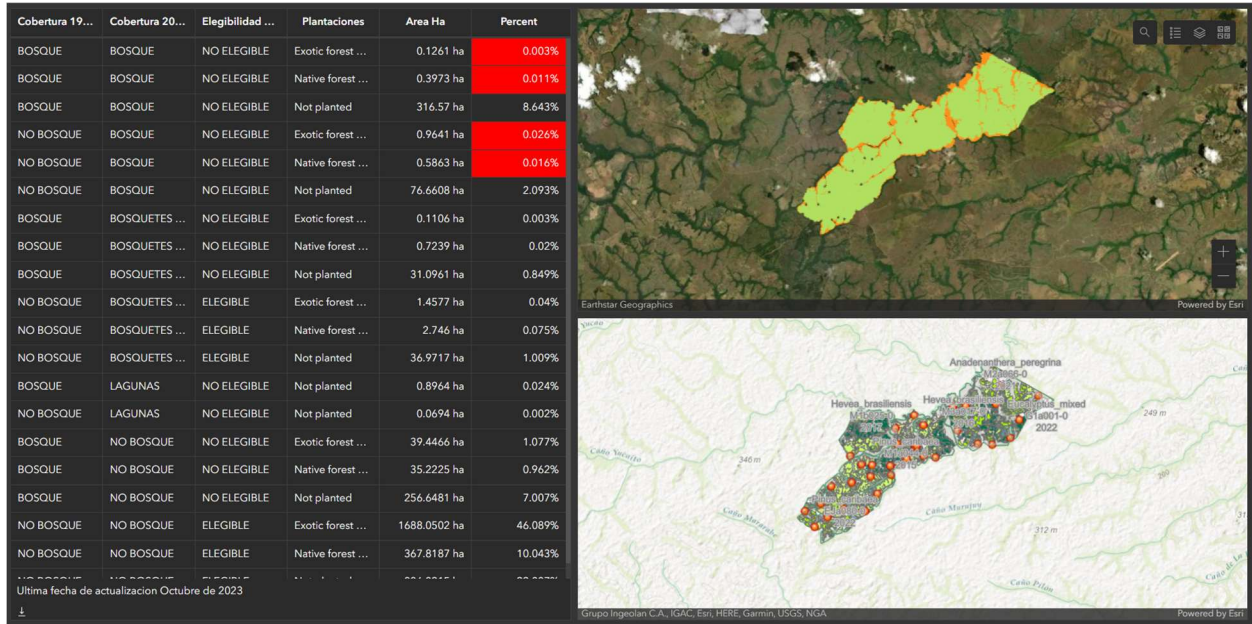 Cobertura 19... Cobertura 20... Elegibilidad ... Plantaciones Area Ha Percent
BOSQUE BOSQUE NO ELEGIBLE Exotic forest ... 0.1261 ha 0.003%
BOSQUE BOSQUE NO ELEGIBLE Native forest ... 0.3973 ha 0.011%
BOSQUE BOSQUE NO ELEGIBLE Not planted 316.57 ha 8.643%
NO BOSQUE BOSQUE NO ELEGIBLE Exotic forest ... 0.9641 ha 0.026%
NO BOSQUE BOSQUE NO ELEGIBLE Native forest ... 0.5863 ha 0.016%
NO BOSQUE BOSQUE NO ELEGIBLE Not planted 76.6608 ha 2.093%
BOSQUE BOSQUETES ... NO ELEGIBLE Exotic forest ... 0.1106 ha 0.003%
BOSQUE BOSQUETES ... NO ELEGIBLE Native forest ... 0.7239 ha 0.02%
BOSQUE BOSQUETES ... NO ELEGIBLE Not planted 31.0961 ha 0.849%
NO BOSQUE BOSQUETES ... ELEGIBLE Exotic forest ... 1.4577 ha 0.04%
NO BOSQUE BOSQUETES ... ELEGIBLE Native forest ... 2.746 ha 0.075%
NO BOSQUE BOSQUETES ... ELEGIBLE Not planted 36.9717 ha 1.009%
BOSQUE LAGUNAS NO ELEGIBLE Not planted 0.8964 ha 0.024%
NO BOSQUE LAGUNAS NO ELEGIBLE Not planted 0.0694 ha 0.002%
BOSQUE NO BOSQUE NO ELEGIBLE Exotic forest ... 39.4466 ha 1.077%
BOSQUE NO BOSQUE NO ELEGIBLE Native forest ... 35.2225 ha 0.962%
BOSQUE NO BOSQUE NO ELEGIBLE Not planted 256.6481 ha 7.007%
NO BOSQUE NO BOSQUE ELEGIBLE Exotic forest ... 1688.0502 ha 46.089%
NO BOSQUE NO BOSQUE ELEGIBLE Native forest ... 367.8187 ha 10.043%
Ultima fecha de actualizacion Octubre de 2023
Earthstar Geographics
Powered by Esri
Anadenanthera_peregrina
Hevea_brasiliensis
Hevea_brasiliensis
Eucalyptus_mixed
S1a001-0
2022
249 m
346 m
312 m
Caño Marapay
Caño Pilón
Grupo Ingeolan C.A., IGAC, Esri, HERE, Garmin, USGS, NGA
Powered by Esri